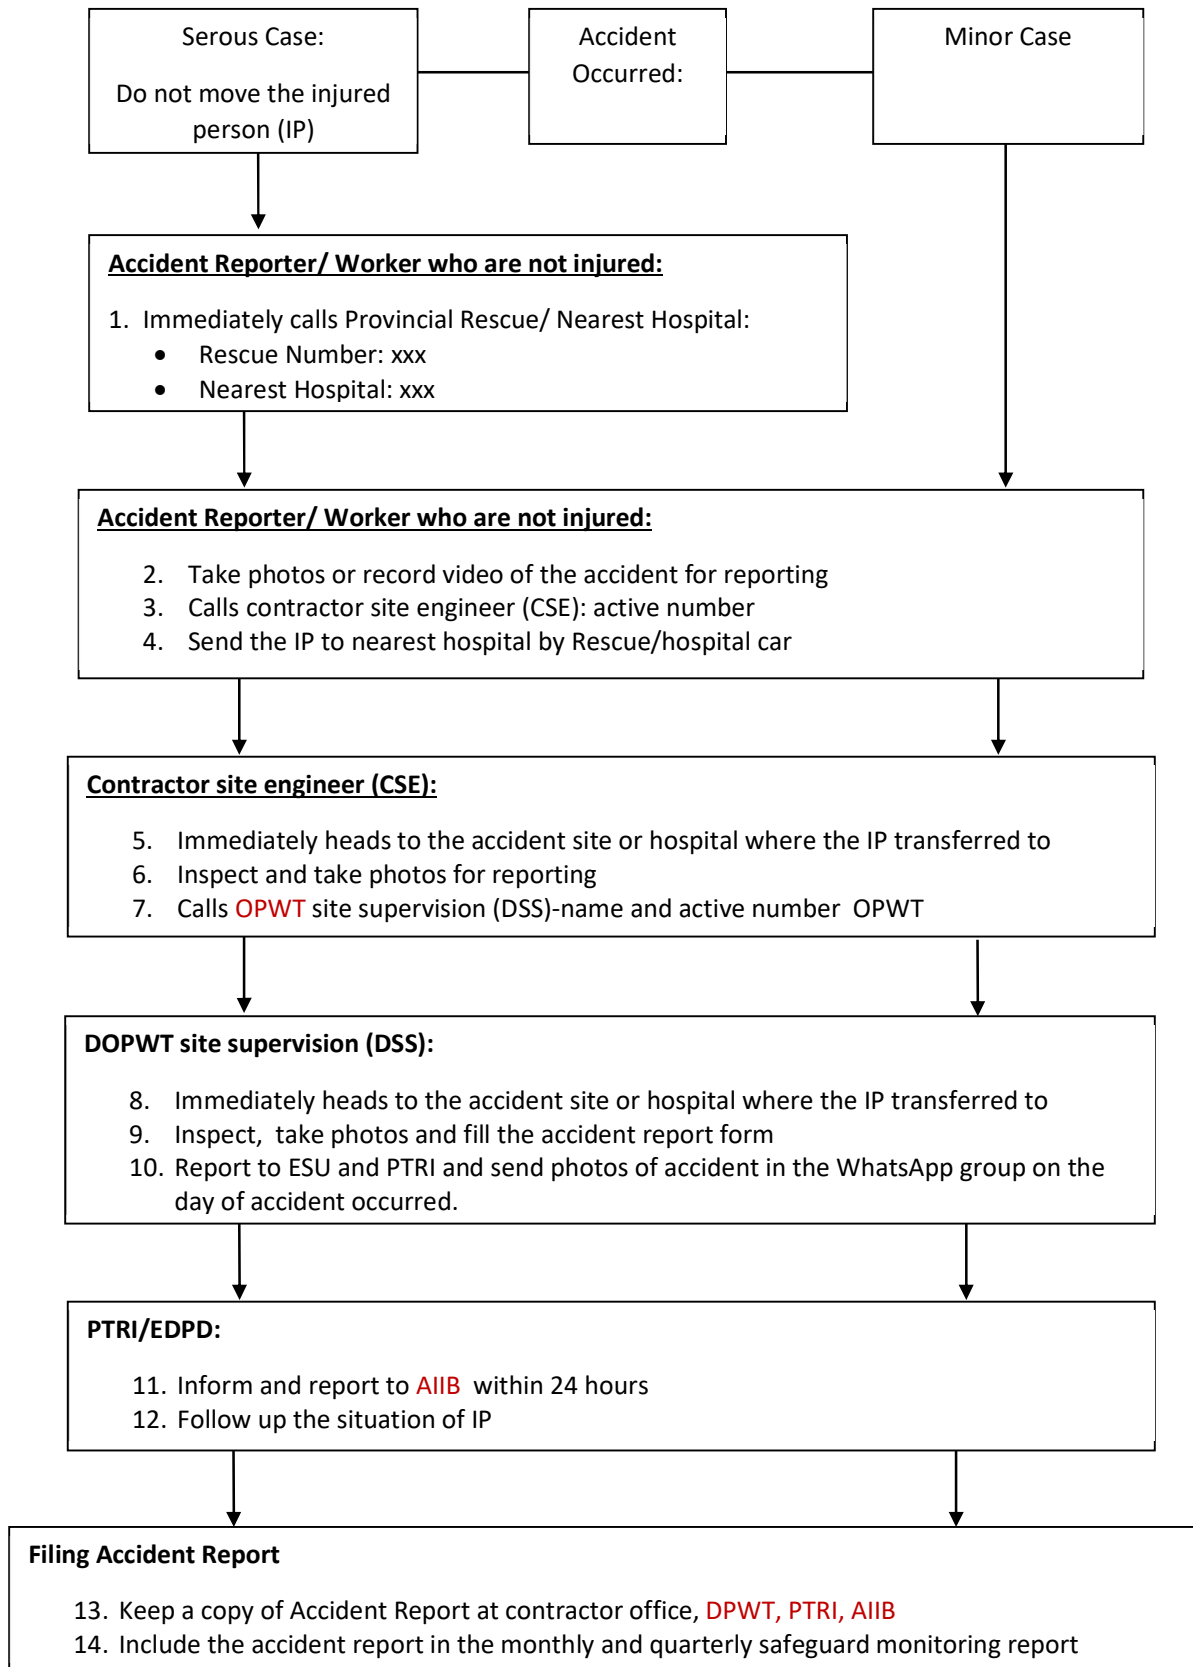 Serous Case:
Do not move the injured
person (IP)
Accident
Occurred:
Minor Case
Accident Reporter/ Worker who are not injured:
1. Immediately calls Provincial Rescue/ Nearest Hospital:
• Rescue Number: xxx
• Nearest Hospital: xxx
Accident Reporter/ Worker who are not injured:
2. Take photos or record video of the accident for reporting
3. Calls contractor site engineer (CSE): active number
4. Send the IP to nearest hospital by Rescue/hospital car
Contractor site engineer (CSE):
5. Immediately heads to the accident site or hospital where the IP transferred to
6. Inspect and take photos for reporting
7. Calls OPWT site supervision (DSS)-name and active number OPWT
DOPWT site supervision (DSS):
8. Immediately heads to the accident site or hospital where the IP transferred to
9. Inspect, take photos and fill the accident report form
10. Report to ESU and PTRI and send photos of accident in the WhatsApp group on the
day of accident occurred.
PTRI/EDPD:
11. Inform and report to AIIB within 24 hours
12. Follow up the situation of IP
Filing Accident Report
13. Keep a copy of Accident Report at contractor office, DPWT, PTRI, AIIB
14. Include the accident report in the monthly and quarterly safeguard monitoring report